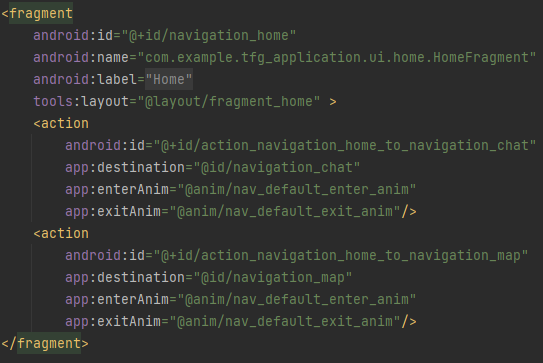 <fragment
    android:id="@+id/navigation_home"
    android:name="com.example.tfg_application.ui.home.HomeFragment"
    android:label="Home"
    tools:layout="@layout/fragment_home" >
    <action
        android:id="@+id/action_navigation_home_to_navigation_chat"
        app:destination="@id/navigation_chat"
        app:enterAnim="@anim/nav_default_enter_anim"
        app:exitAnim="@anim/nav_default_exit_anim"/>
    <action
        android:id="@+id/action_navigation_home_to_navigation_map"
        app:destination="@id/navigation_map"
        app:enterAnim="@anim/nav_default_enter_anim"
        app:exitAnim="@anim/nav_default_exit_anim"/>
</fragment>